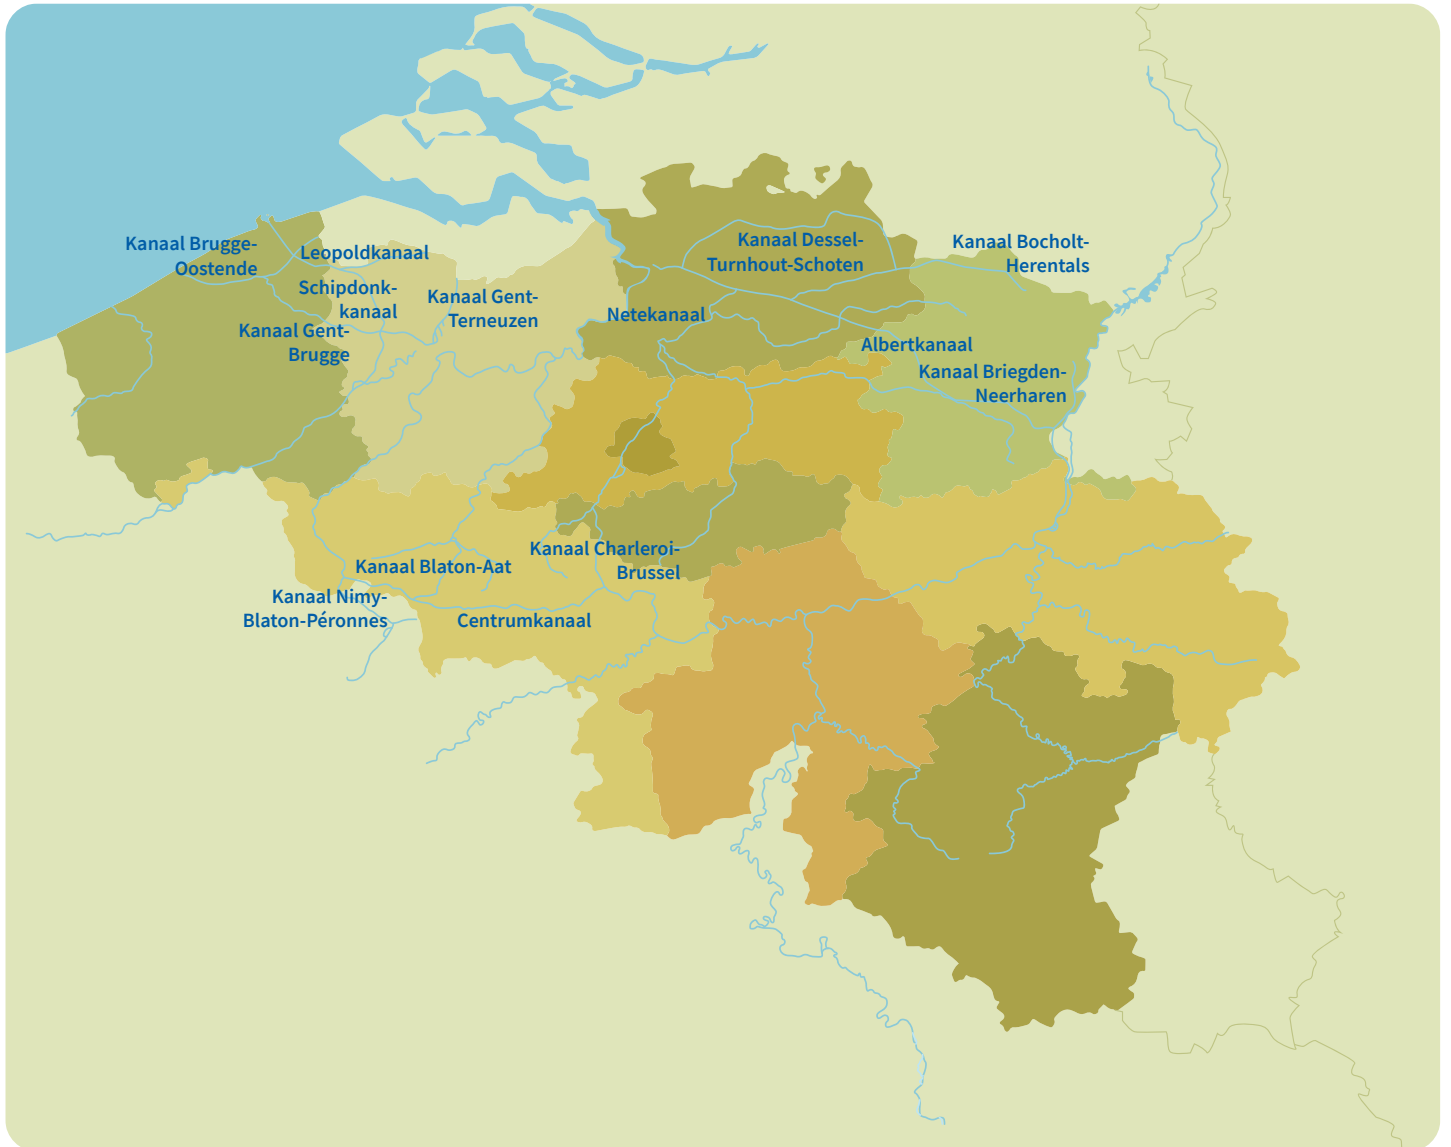 Kanaal Brugge-
Oostende
Leopoldkanaal
Schipdonk-
kanaal
Kanaal Gent-
Terneuzen
Kanaal Gent-
Brugge
Kanaal Dessel-
Turnhout-Schoten
Kanaal Bocholt-
Herentals
Netekanaal
Albertkanaal
Kanaal Briegden-
Neerharen
Kanaal Charleroi-
Brussel
Kanaal Blaton-Aat
Kanaal Nimy-
Blaton-Péronnes
Centrumkanaal